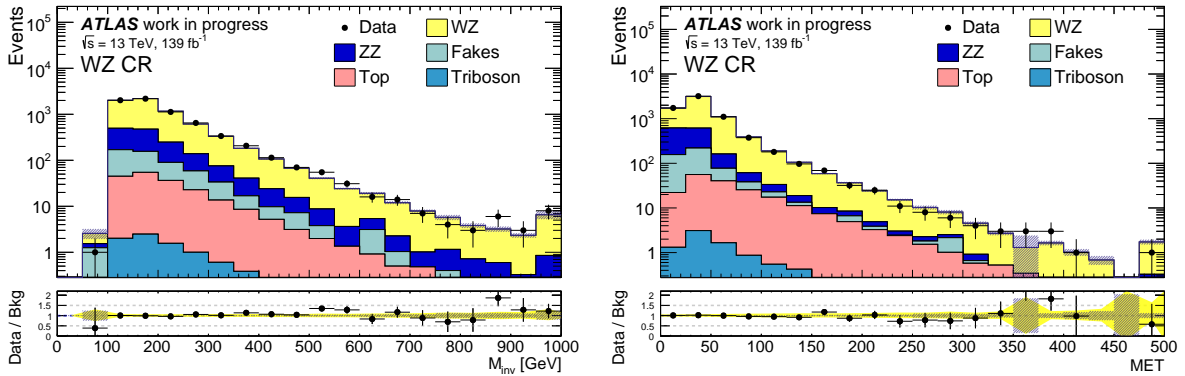 Events
10⁵
10⁴
10³
10²
10
1
ATLAS work in progress
√s = 13 TeV, 139 fb⁻¹
WZ CR
Data
WZ
ZZ
Fakes
Top
Triboson
Data / Bkg
2
1.5
1
0.5
0
0 100 200 300 400 500 600 700 800 900 1000
M_inv [GeV]
Events
10⁵
10⁴
10³
10²
10
1
ATLAS work in progress
√s = 13 TeV, 139 fb⁻¹
WZ CR
Data
WZ
ZZ
Fakes
Top
Triboson
Data / Bkg
2
1.5
1
0.5
0
0 50 100 150 200 250 300 350 400 450 500
MET